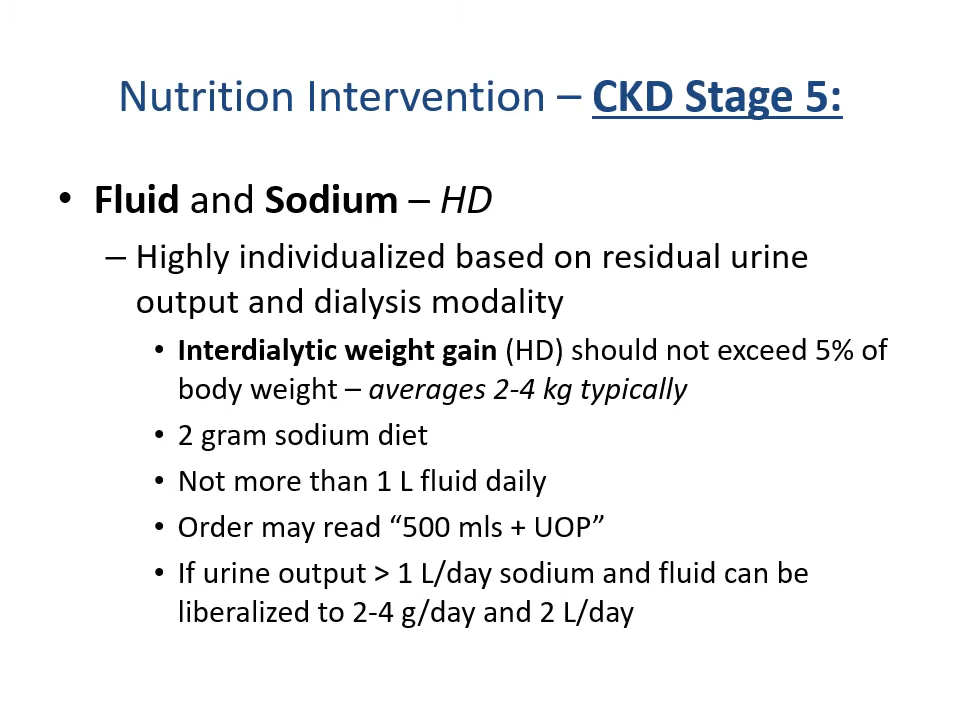 Nutrition Intervention – CKD Stage 5:
• Fluid and Sodium – HD
– Highly individualized based on residual urine
output and dialysis modality
• Interdialytic weight gain (HD) should not exceed 5% of
body weight – averages 2-4 kg typically
• 2 gram sodium diet
• Not more than 1 L fluid daily
• Order may read “500 mls + UOP”
• If urine output > 1 L/day sodium and fluid can be
liberalized to 2-4 g/day and 2 L/day